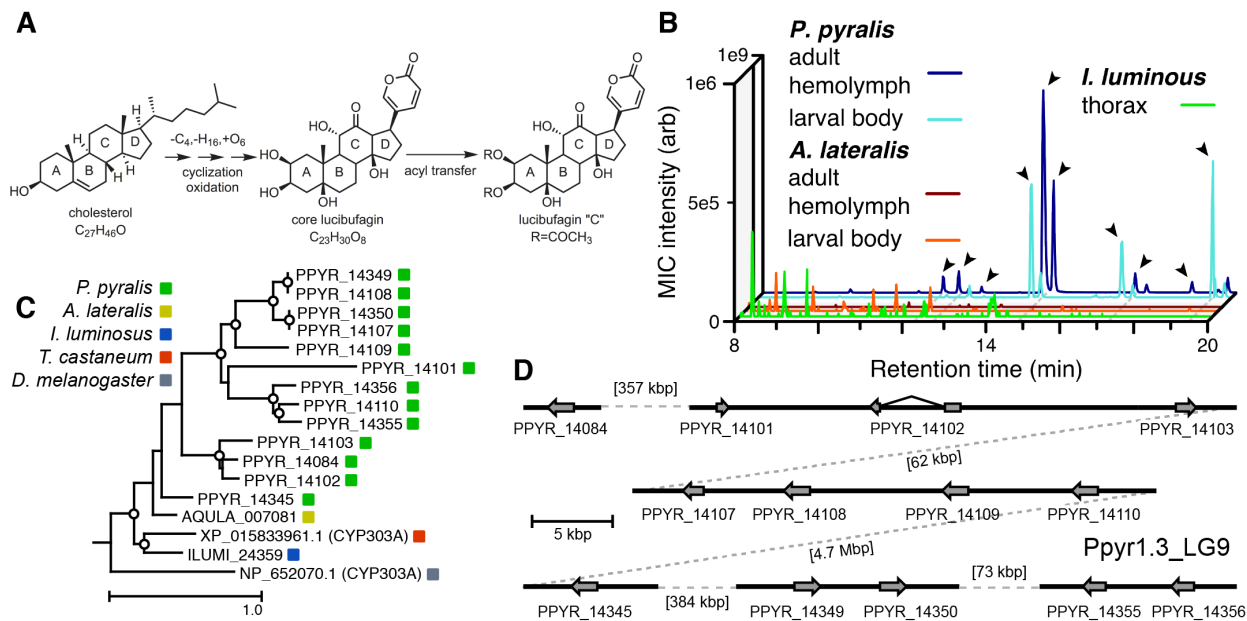 A
H
H
H
H
C
D
A
B
HO
cholesterol
C27H46O
-C4,-H16,+O6
cyclization
oxidation
O
O
HO
O
C
D
HO
HO
A
B
OH
OH
core lucibufagin
C23H30O8
acyl transfer
O
O
HO
O
C
D
RO
RO
A
B
OH
OH
lucibufagin "C"
R=COCH3
B
1e9
1e6
5e5
0
MIC intensity (arb)
P. pyralis
adult
hemolymph
larval body
A. lateralis
adult
hemolymph
larval body
I. luminous
thorax
8
14
20
Retention time (min)
C
P. pyralis
A. lateralis
I. luminosus
T. castaneum
D. melanogaster
PPYR_14349
PPYR_14108
PPYR_14350
PPYR_14107
PPYR_14109
PPYR_14101
PPYR_14356
PPYR_14110
PPYR_14355
PPYR_14103
PPYR_14084
PPYR_14102
PPYR_14345
AQULA_007081
XP_015833961.1 (CYP303A)
ILUMI_24359
NP_652070.1 (CYP303A)
1.0
D
[357 kbp]
PPYR_14084
PPYR_14101
PPYR_14102
PPYR_14103
[62 kbp]
PPYR_14107
PPYR_14108
PPYR_14109
PPYR_14110
5 kbp
[4.7 Mbp]
Ppyr1.3_LG9
[384 kbp]
[73 kbp]
PPYR_14345
PPYR_14349
PPYR_14350
PPYR_14355
PPYR_14356